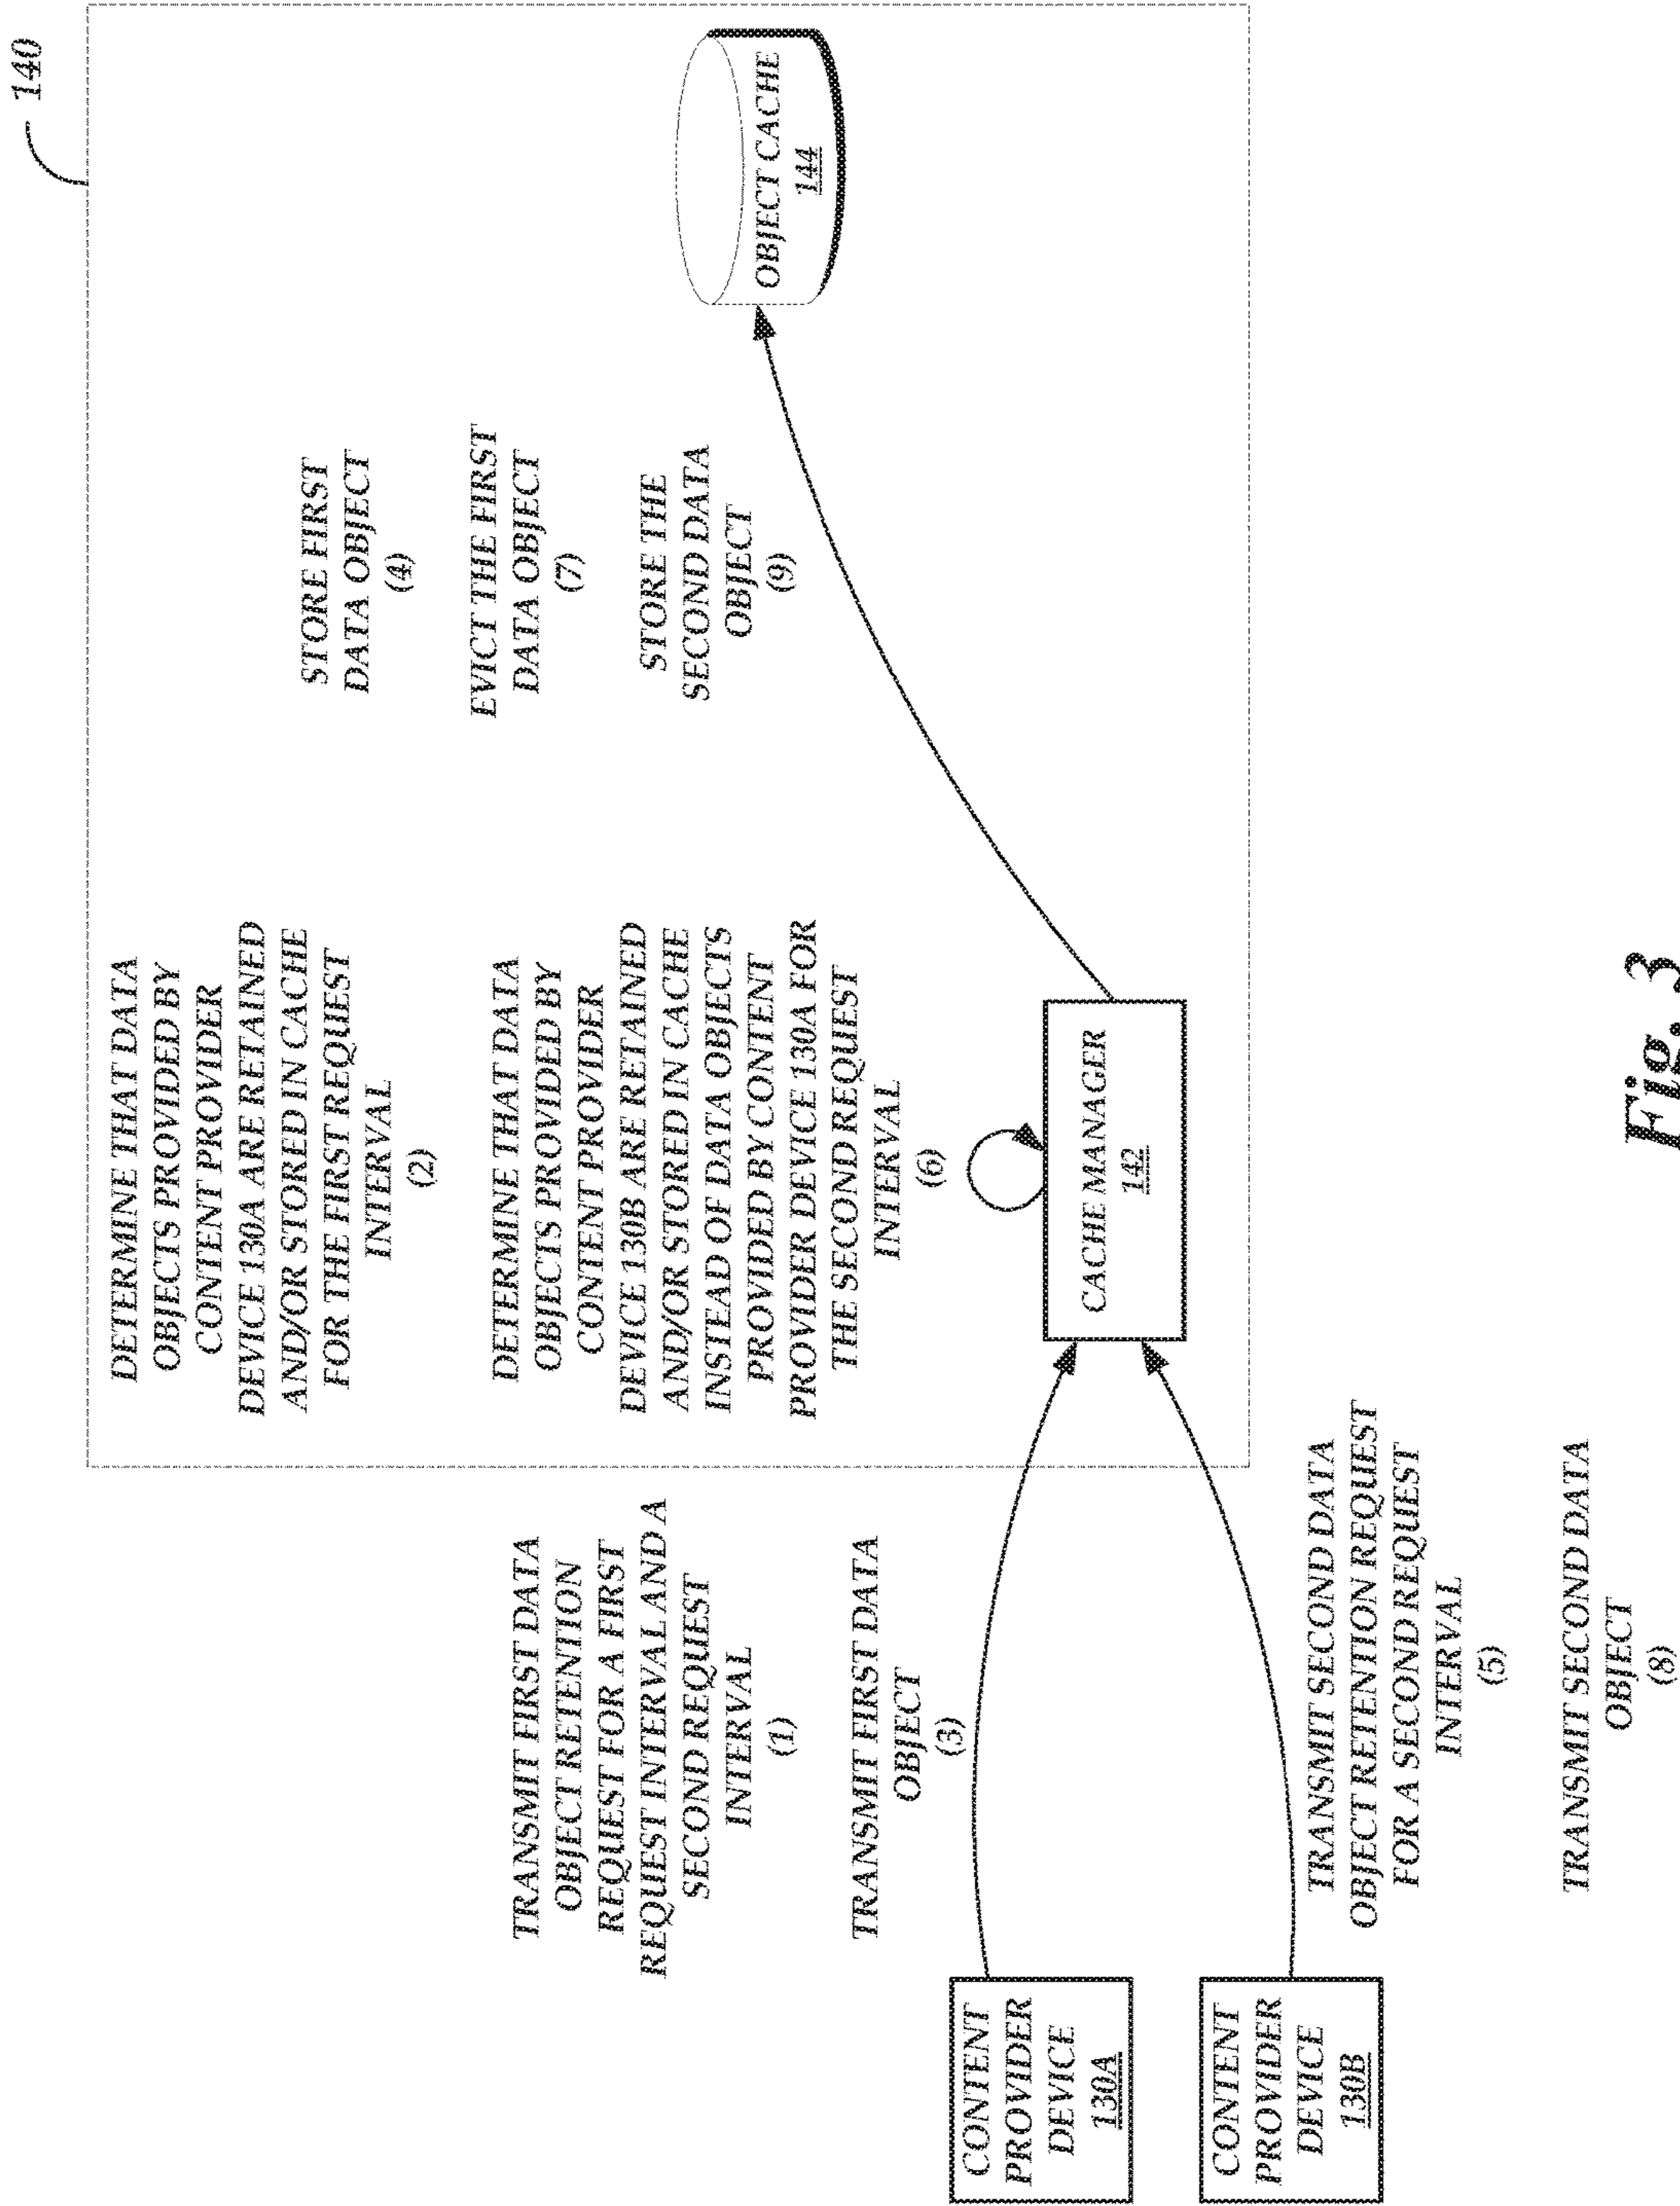 140
DETERMINE THAT DATA
OBJECTS PROVIDED BY
CONTENT PROVIDER
DEVICE 130A ARE RETAINED
AND/OR STORED IN CACHE
FOR THE FIRST REQUEST
INTERVAL
(2)
STORE FIRST
DATA OBJECT
(4)
EVICT THE FIRST
DATA OBJECT
(7)
STORE THE
SECOND DATA
OBJECT
(9)
DETERMINE THAT DATA
OBJECTS PROVIDED BY
CONTENT PROVIDER
DEVICE 130B ARE RETAINED
AND/OR STORED IN CACHE
INSTEAD OF DATA OBJECTS
PROVIDED BY CONTENT
PROVIDER DEVICE 130A FOR
THE SECOND REQUEST
INTERVAL
(6)
TRANSMIT FIRST DATA
OBJECT RETENTION
REQUEST FOR A FIRST
REQUEST INTERVAL AND A
SECOND REQUEST
INTERVAL
(1)
TRANSMIT FIRST DATA
OBJECT
(3)
OBJECT CACHE
144
CONTENT
PROVIDER
DEVICE
130A
CACHE MANAGER
142
CONTENT
PROVIDER
DEVICE
130B
TRANSMIT SECOND DATA
OBJECT RETENTION REQUEST
FOR A SECOND REQUEST
INTERVAL
(5)
TRANSMIT SECOND DATA
OBJECT
(8)
Fig. 3